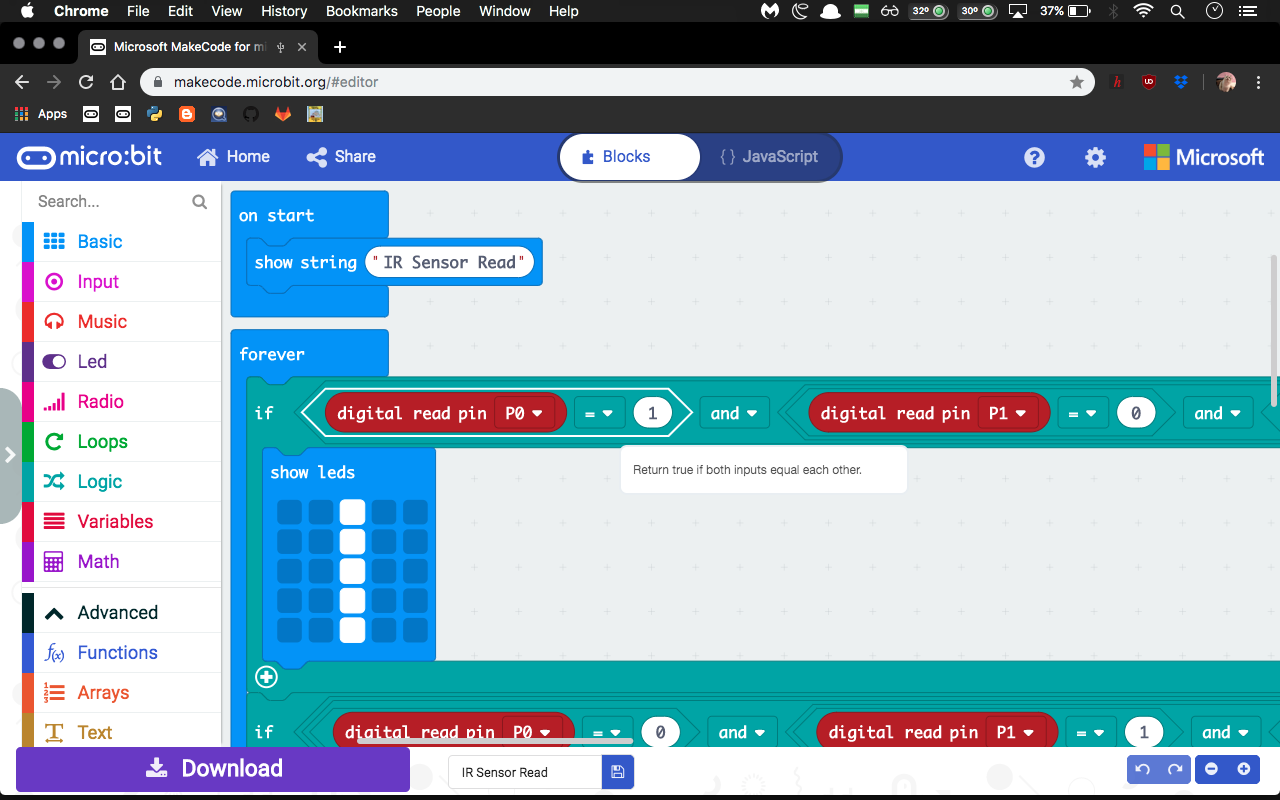 Chrome File Edit View History Bookmarks People Window Help 32° 30° 37%
Microsoft MakeCode for mi
makecode.microbit.org/#editor
Apps
micro:bit Home Share Blocks { } JavaScript Microsoft
Search...
Basic
Input
Music
Led
Radio
Loops
Logic
Variables
Math
Advanced
f(x) Functions
Arrays
Text
Download
on start
show string "IR Sensor Read"
forever
if digital read pin P0 = 1 and digital read pin P1 = 0 and
Return true if both inputs equal each other.
show leds
if digital read pin P0 = 0 and digital read pin P1 = 1 and
IR Sensor Read